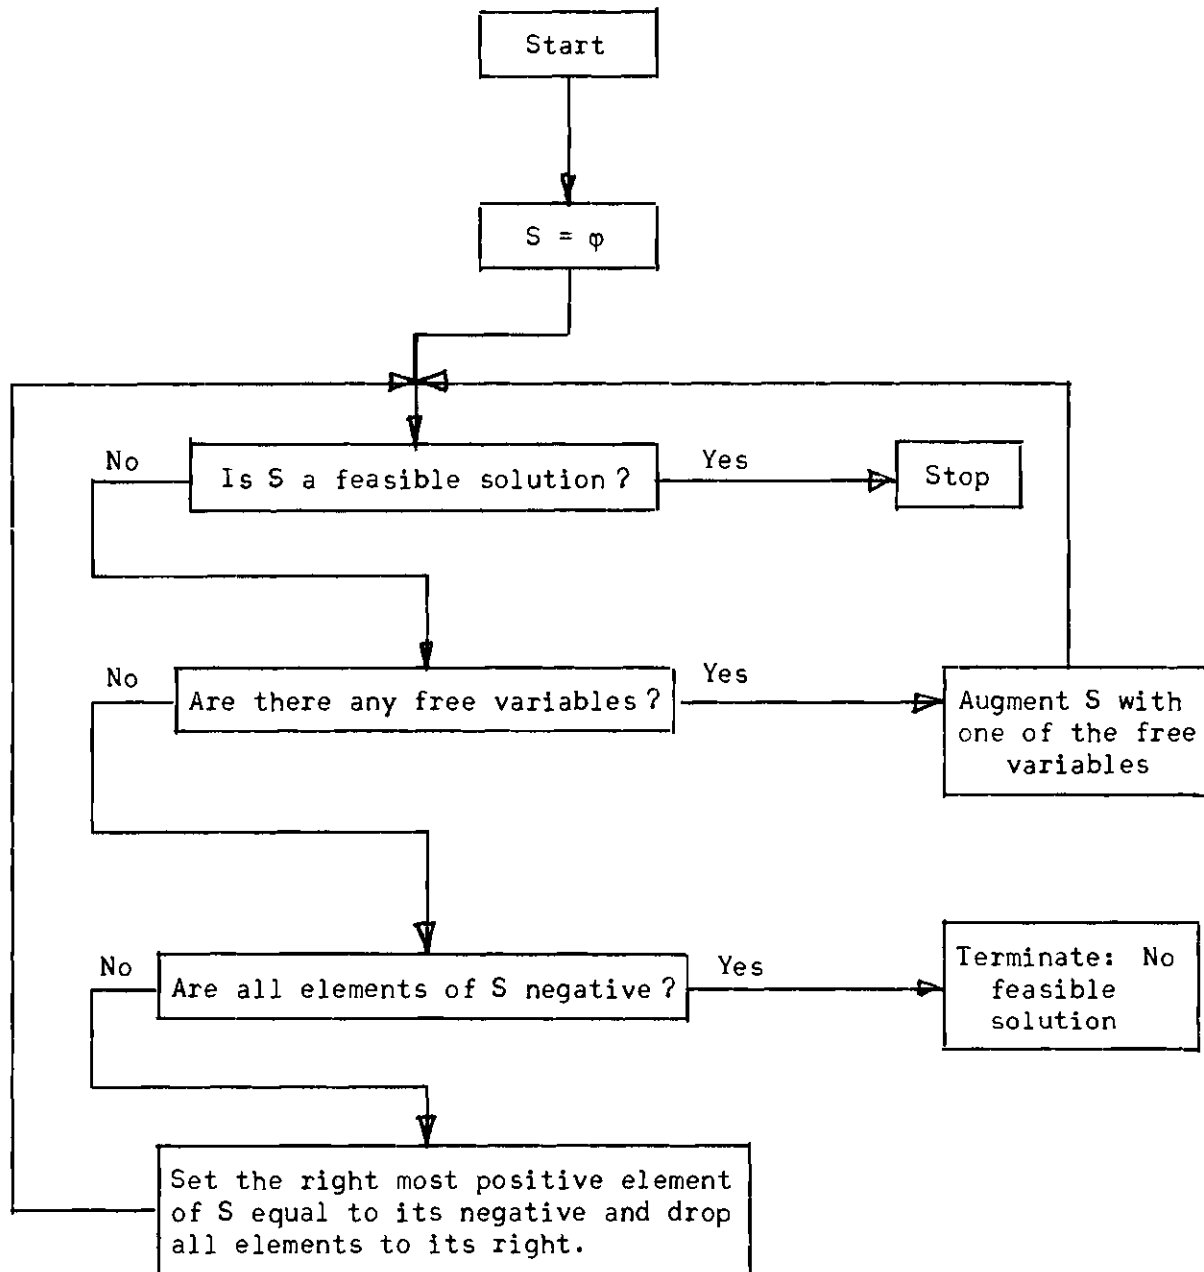 Start
S = φ
No
Is S a feasible solution ?
Yes
Stop
No
Are there any free variables ?
Yes
Augment S with
one of the free
variables
No
Are all elements of S negative ?
Yes
Terminate: No
feasible
solution
Set the right most positive element
of S equal to its negative and drop
all elements to its right.